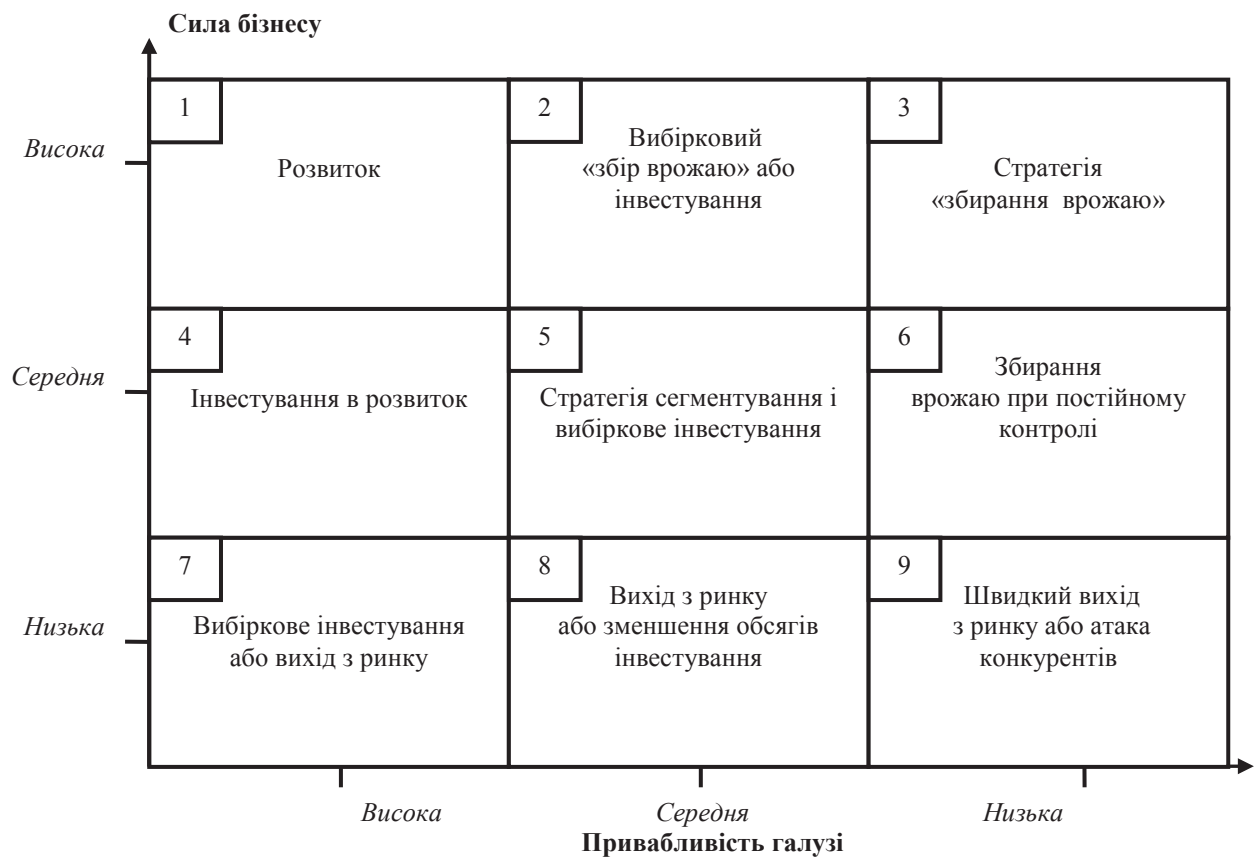 Сила бізнесу
Висока
1
Розвиток
2
Вибірковий
«збір врожаю» або
інвестування
3
Стратегія
«збирання врожаю»
Середня
4
Інвестування в розвиток
5
Стратегія сегментування і
вибіркове інвестування
6
Збирання
врожаю при постійному
контролі
Низька
7
Вибіркове інвестування
або вихід з ринку
8
Вихід з ринку
або зменшення обсягів
інвестування
9
Швидкий вихід
з ринку або атака
конкурентів
Висока
Середня
Низька
Привабливість галузі